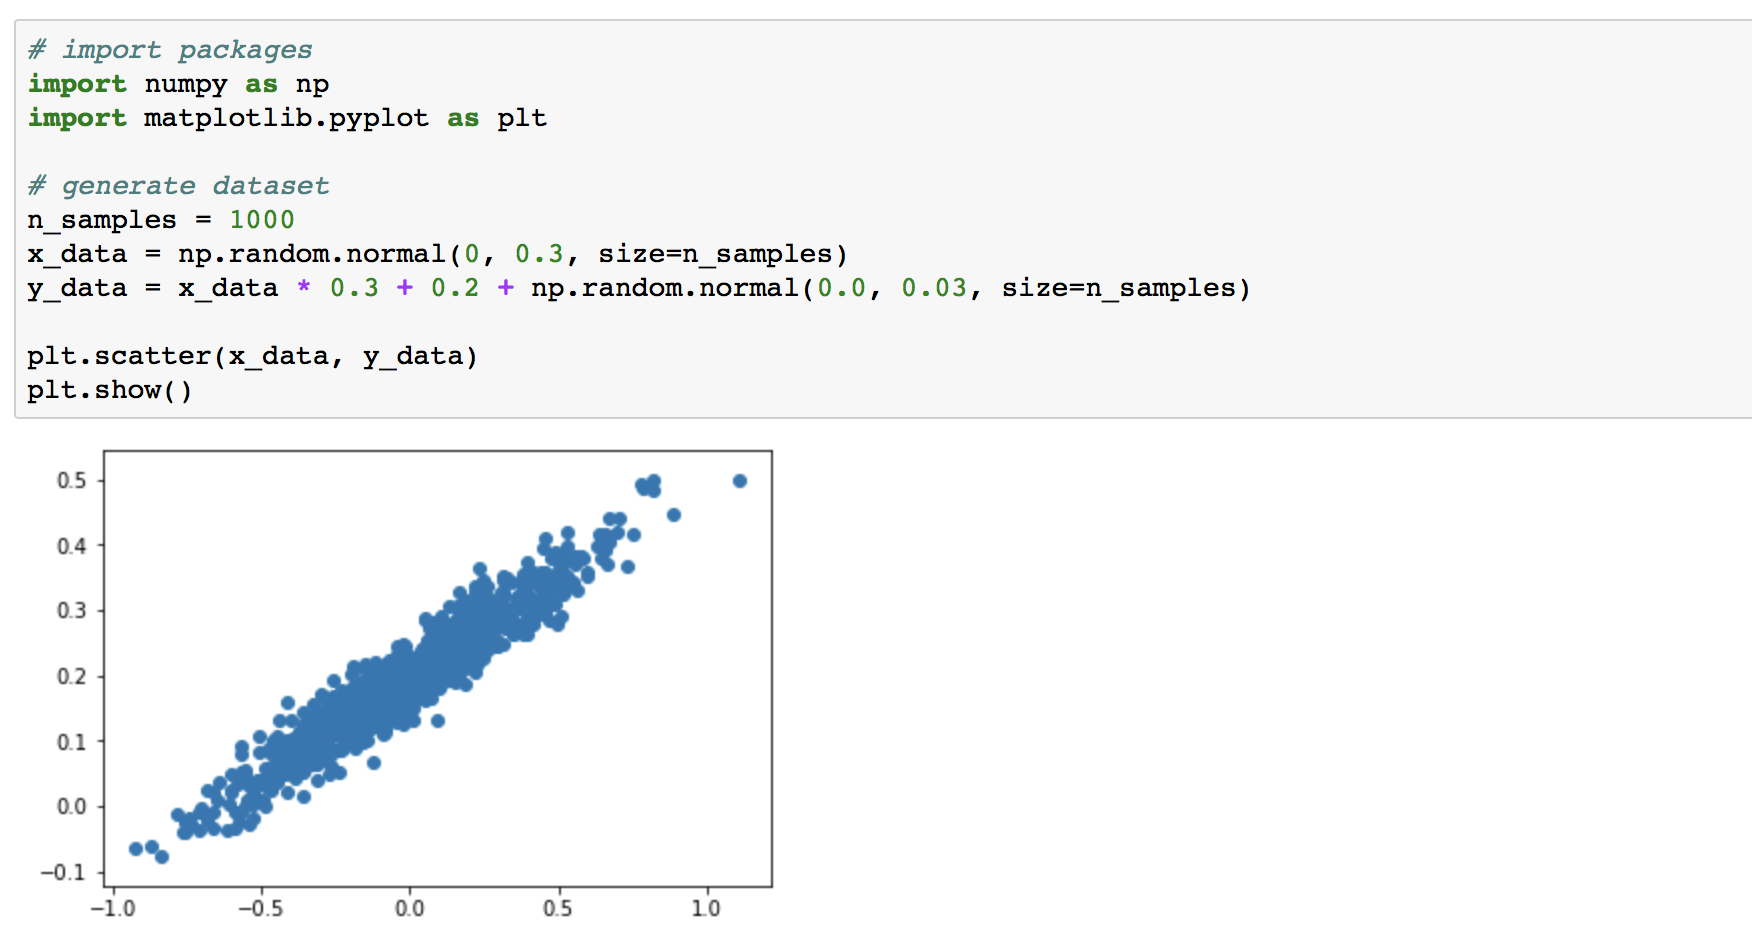 # import packages
import numpy as np
import matplotlib.pyplot as plt
# generate dataset
n_samples = 1000
x_data = np.random.normal(0, 0.3, size=n_samples)
y_data = x_data * 0.3 + 0.2 + np.random.normal(0.0, 0.03, size=n_samples)
plt.scatter(x_data, y_data)
plt.show()
0.5
0.4
0.3
0.2
0.1
0.0
−0.1
−1.0 −0.5 0.0 0.5 1.0